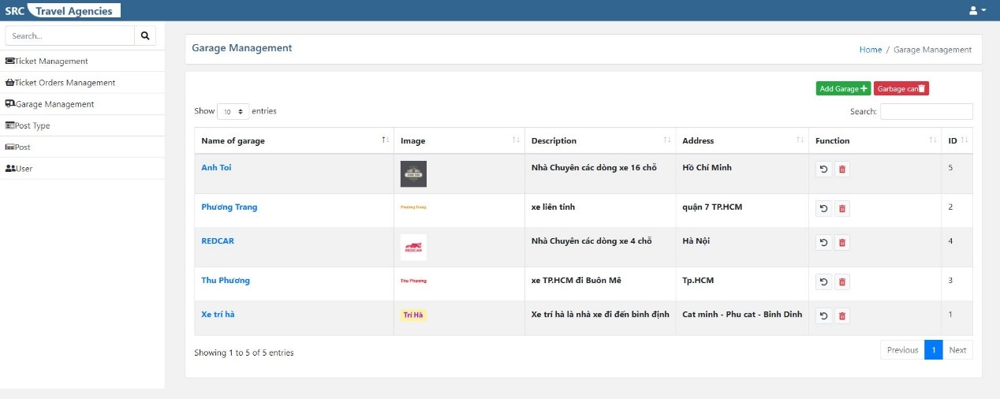 SRC Travel Agencies
Search...
Ticket Management
Ticket Orders Management
Garage Management
Post Type
Post
User
Garage Management
Home / Garage Management
Add Garage Garbage can
Show 10 entries Search:
Name of garage Image Description Address Function ID
Anh Toi Nhà Chuyên các dòng xe 16 chỗ Hồ Chí Minh 5
Phương Trang Phương Trang xe liên tỉnh quận 7 TP.HCM 2
REDCAR REDCAR Nhà Chuyên các dòng xe 4 chỗ Hà Nội 4
Thu Phương Thu Phương xe TP.HCM đi Buôn Mê Tp.HCM 3
Xe trí hà Trí Hà Xe trí hà là nhà xe đi đến bình định Cat minh - Phu cat - Binh Dinh 1
Showing 1 to 5 of 5 entries
Previous 1 Next